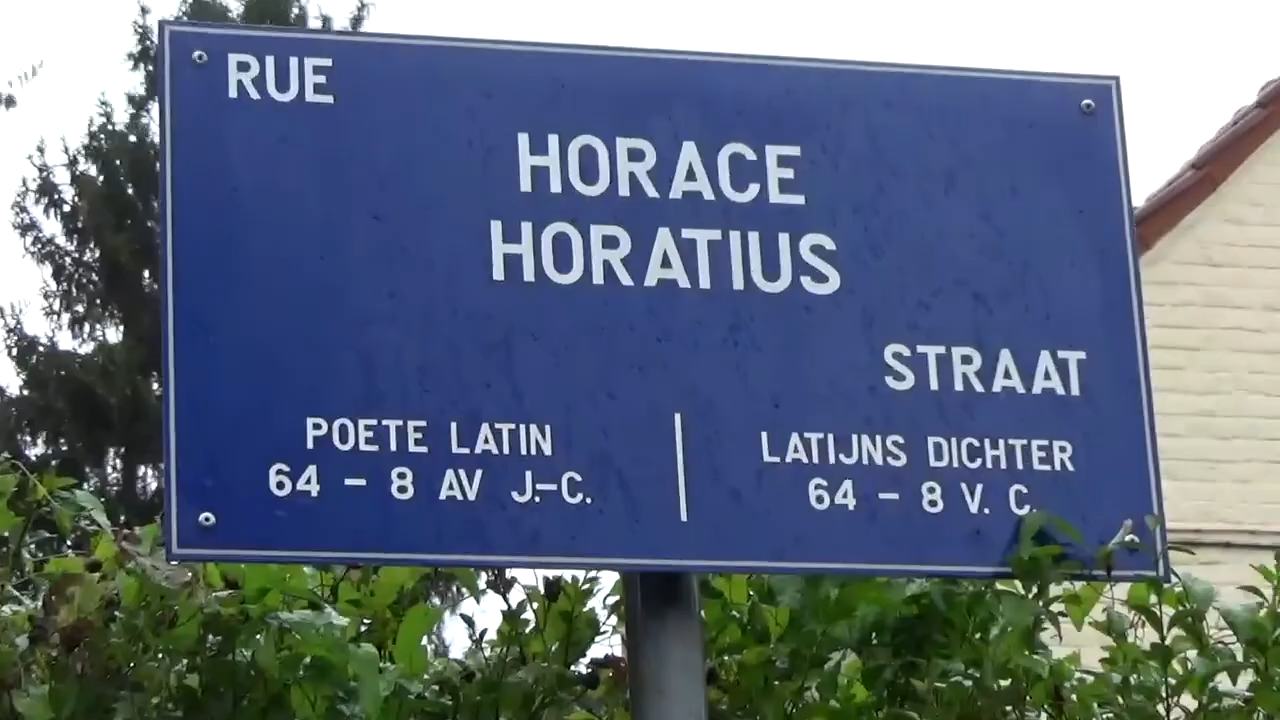 RUE
HORACE
HORATIUS
STRAAT
POETE LATIN
64 - 8 AV J.-C.
LATIJNS DICHTER
64 - 8 V. C.